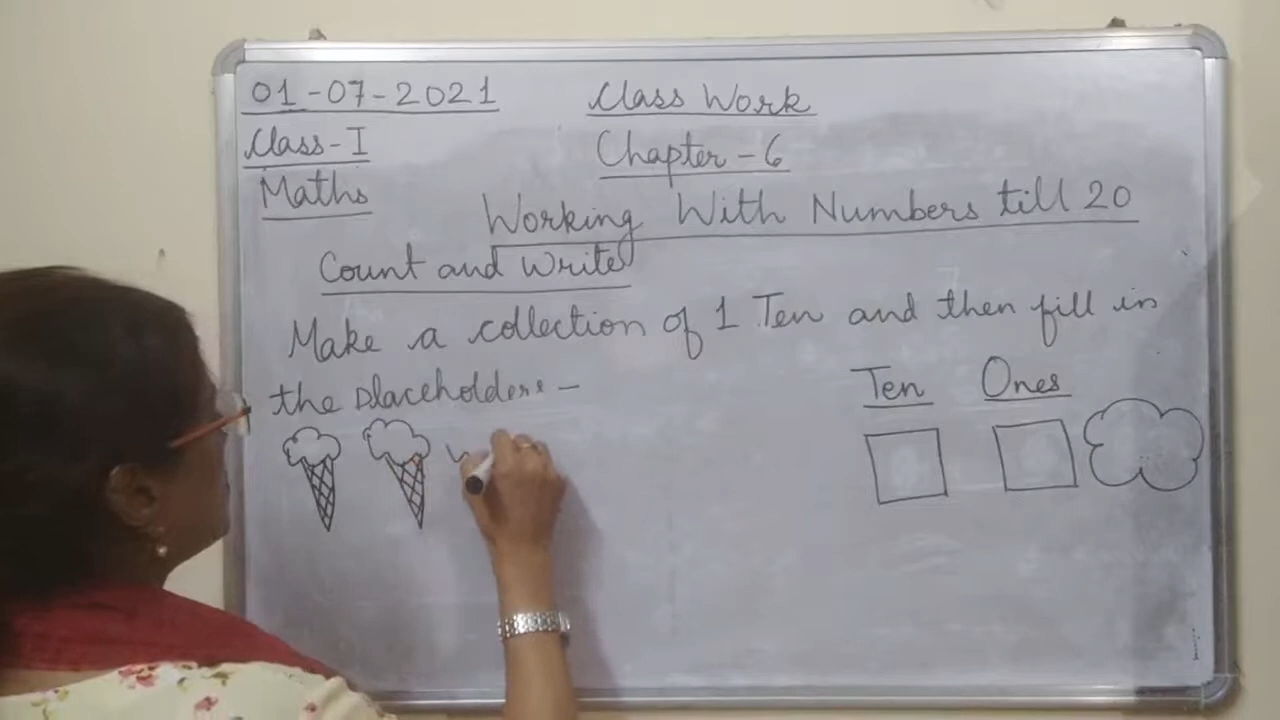 01-07-2021 Class Work
Class-I Chapter-6
Maths
Working With Numbers till 20
Count and Write
Make a collection of 1 Ten and then fill in
the placeholders -
Ten Ones